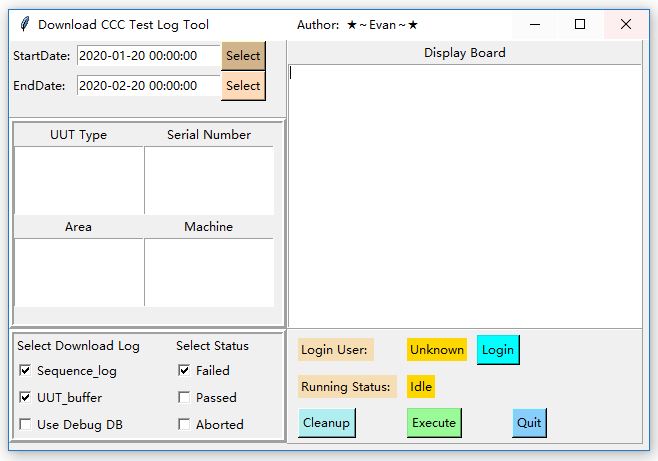 Download CCC Test Log Tool Author: ★~Evan~★
StartDate: 2020-01-20 00:00:00 Select
EndDate: 2020-02-20 00:00:00 Select
Display Board
UUT Type Serial Number
Area Machine
Select Download Log Select Status
Sequence_log Failed
UUT_buffer Passed
Use Debug DB Aborted
Login User: Unknown Login
Running Status: Idle
Cleanup Execute Quit